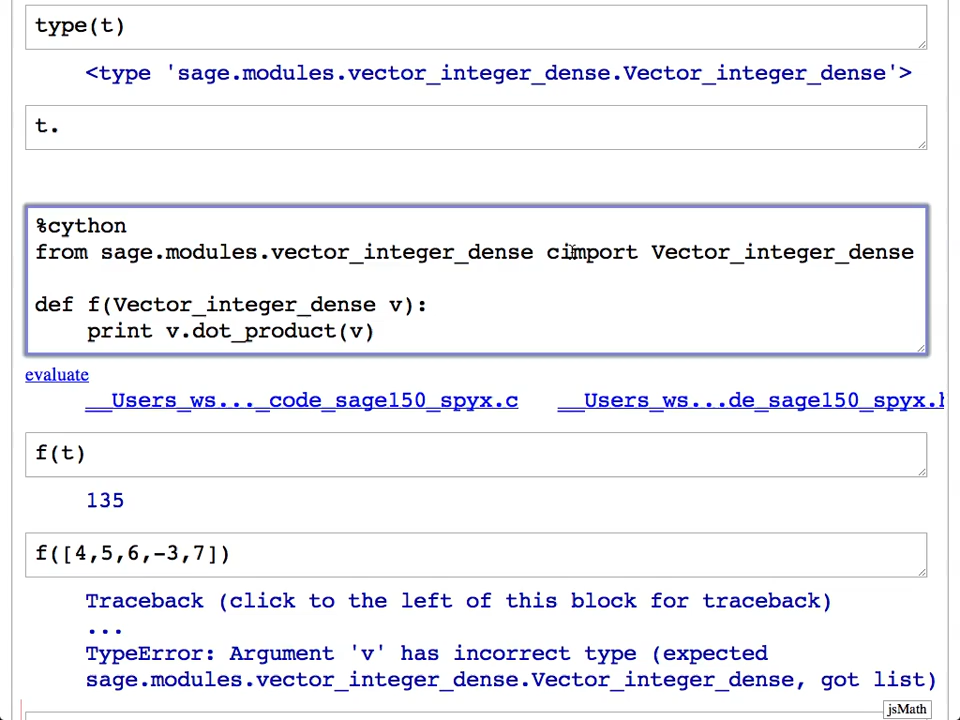 type(t)
<type 'sage.modules.vector_integer_dense.Vector_integer_dense'>
t.
%cython
from sage.modules.vector_integer_dense cimport Vector_integer_dense
def f(Vector_integer_dense v):
    print v.dot_product(v)
evaluate
__Users_ws..._code_sage150_spyx.c __Users_ws...de_sage150_spyx.h
f(t)
135
f([4,5,6,-3,7])
Traceback (click to the left of this block for traceback)
...
TypeError: Argument 'v' has incorrect type (expected
sage.modules.vector_integer_dense.Vector_integer_dense, got list)
jsMath